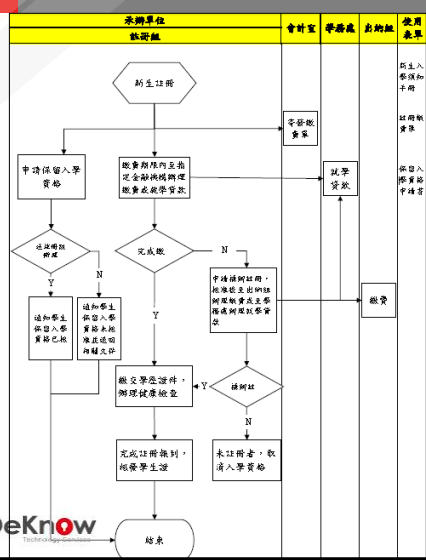 承辦單位
註冊組
會計室
學務處
出納組
使用
表單
新生註冊
新生入
學須知
手冊
註冊繳
費單
保留入
學資格
申請書
寄發繳
費單
申請保留入學
資格
繳費期限內至指
定金融機構辦理
繳費或就學貸款
就學
貸款
完成繳
N
Y
N
Y
申請補辦註冊,
核准後至出納組
辦理繳費或至學
務處辦理就學貸
款
繳費
通知學生
保留入學
資格已核
通知學生
保留入學
資格未核
准並退回
相關文件
繳交學歷證件,
辦理健康檢查
Y
補辦註
N
完成註冊報到,
領發學生證
未註冊者,取
消入學資格
結束
DeKnow
Technology Services